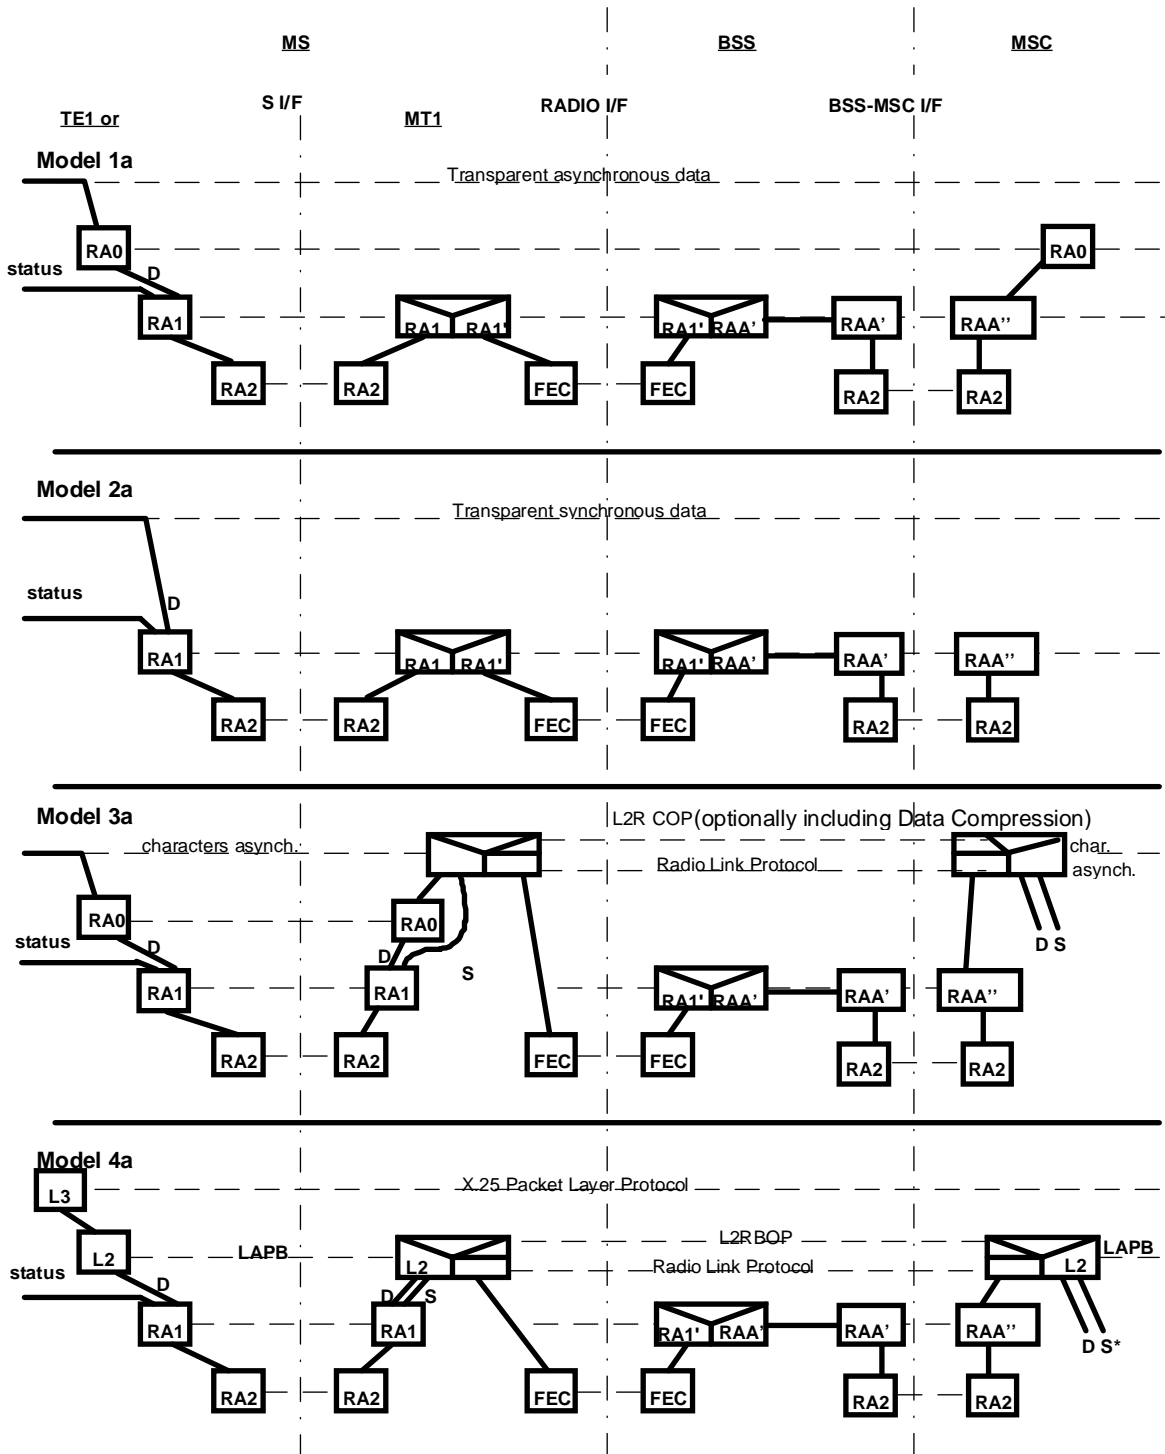 MS BSS MSC
S I/F RADIO I/F BSS-MSC I/F
TE1 or MT1
Model 1a
Transparent asynchronous data
RA0 RA0
status D
RA1 RA1 RA1' RA1' RAA' RAA' RAA''
RA2 RA2 FEC FEC RA2 RA2
Model 2a
Transparent synchronous data
status D
RA1 RA1 RA1' RA1' RAA' RAA' RAA''
RA2 RA2 FEC FEC RA2 RA2
Model 3a
L2R COP(optionally including Data Compression)
characters asynch. Radio Link Protocol char.
asynch.
RA0 RA0
status D D S D S
RA1 RA1 RA1' RAA' RAA' RAA''
RA2 RA2 FEC FEC RA2 RA2
Model 4a
L3 X.25 Packet Layer Protocol
L2RBOP
L2 LAPB L2 Radio Link Protocol L2 LAPB
status D D S
RA1 RA1 RA1' RAA' RAA' RAA''
D S*
RA2 RA2 FEC FEC RA2 RA2